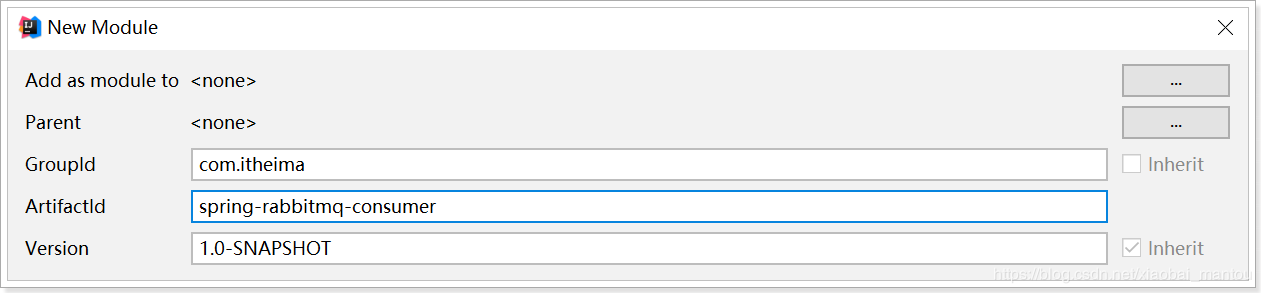 New Module
Add as module to <none> ...
Parent <none> ...
GroupId com.itheima Inherit
ArtifactId spring-rabbitmq-consumer
Version 1.0-SNAPSHOT Inherit
https://blog.csdn.net/xiaobai_mantou